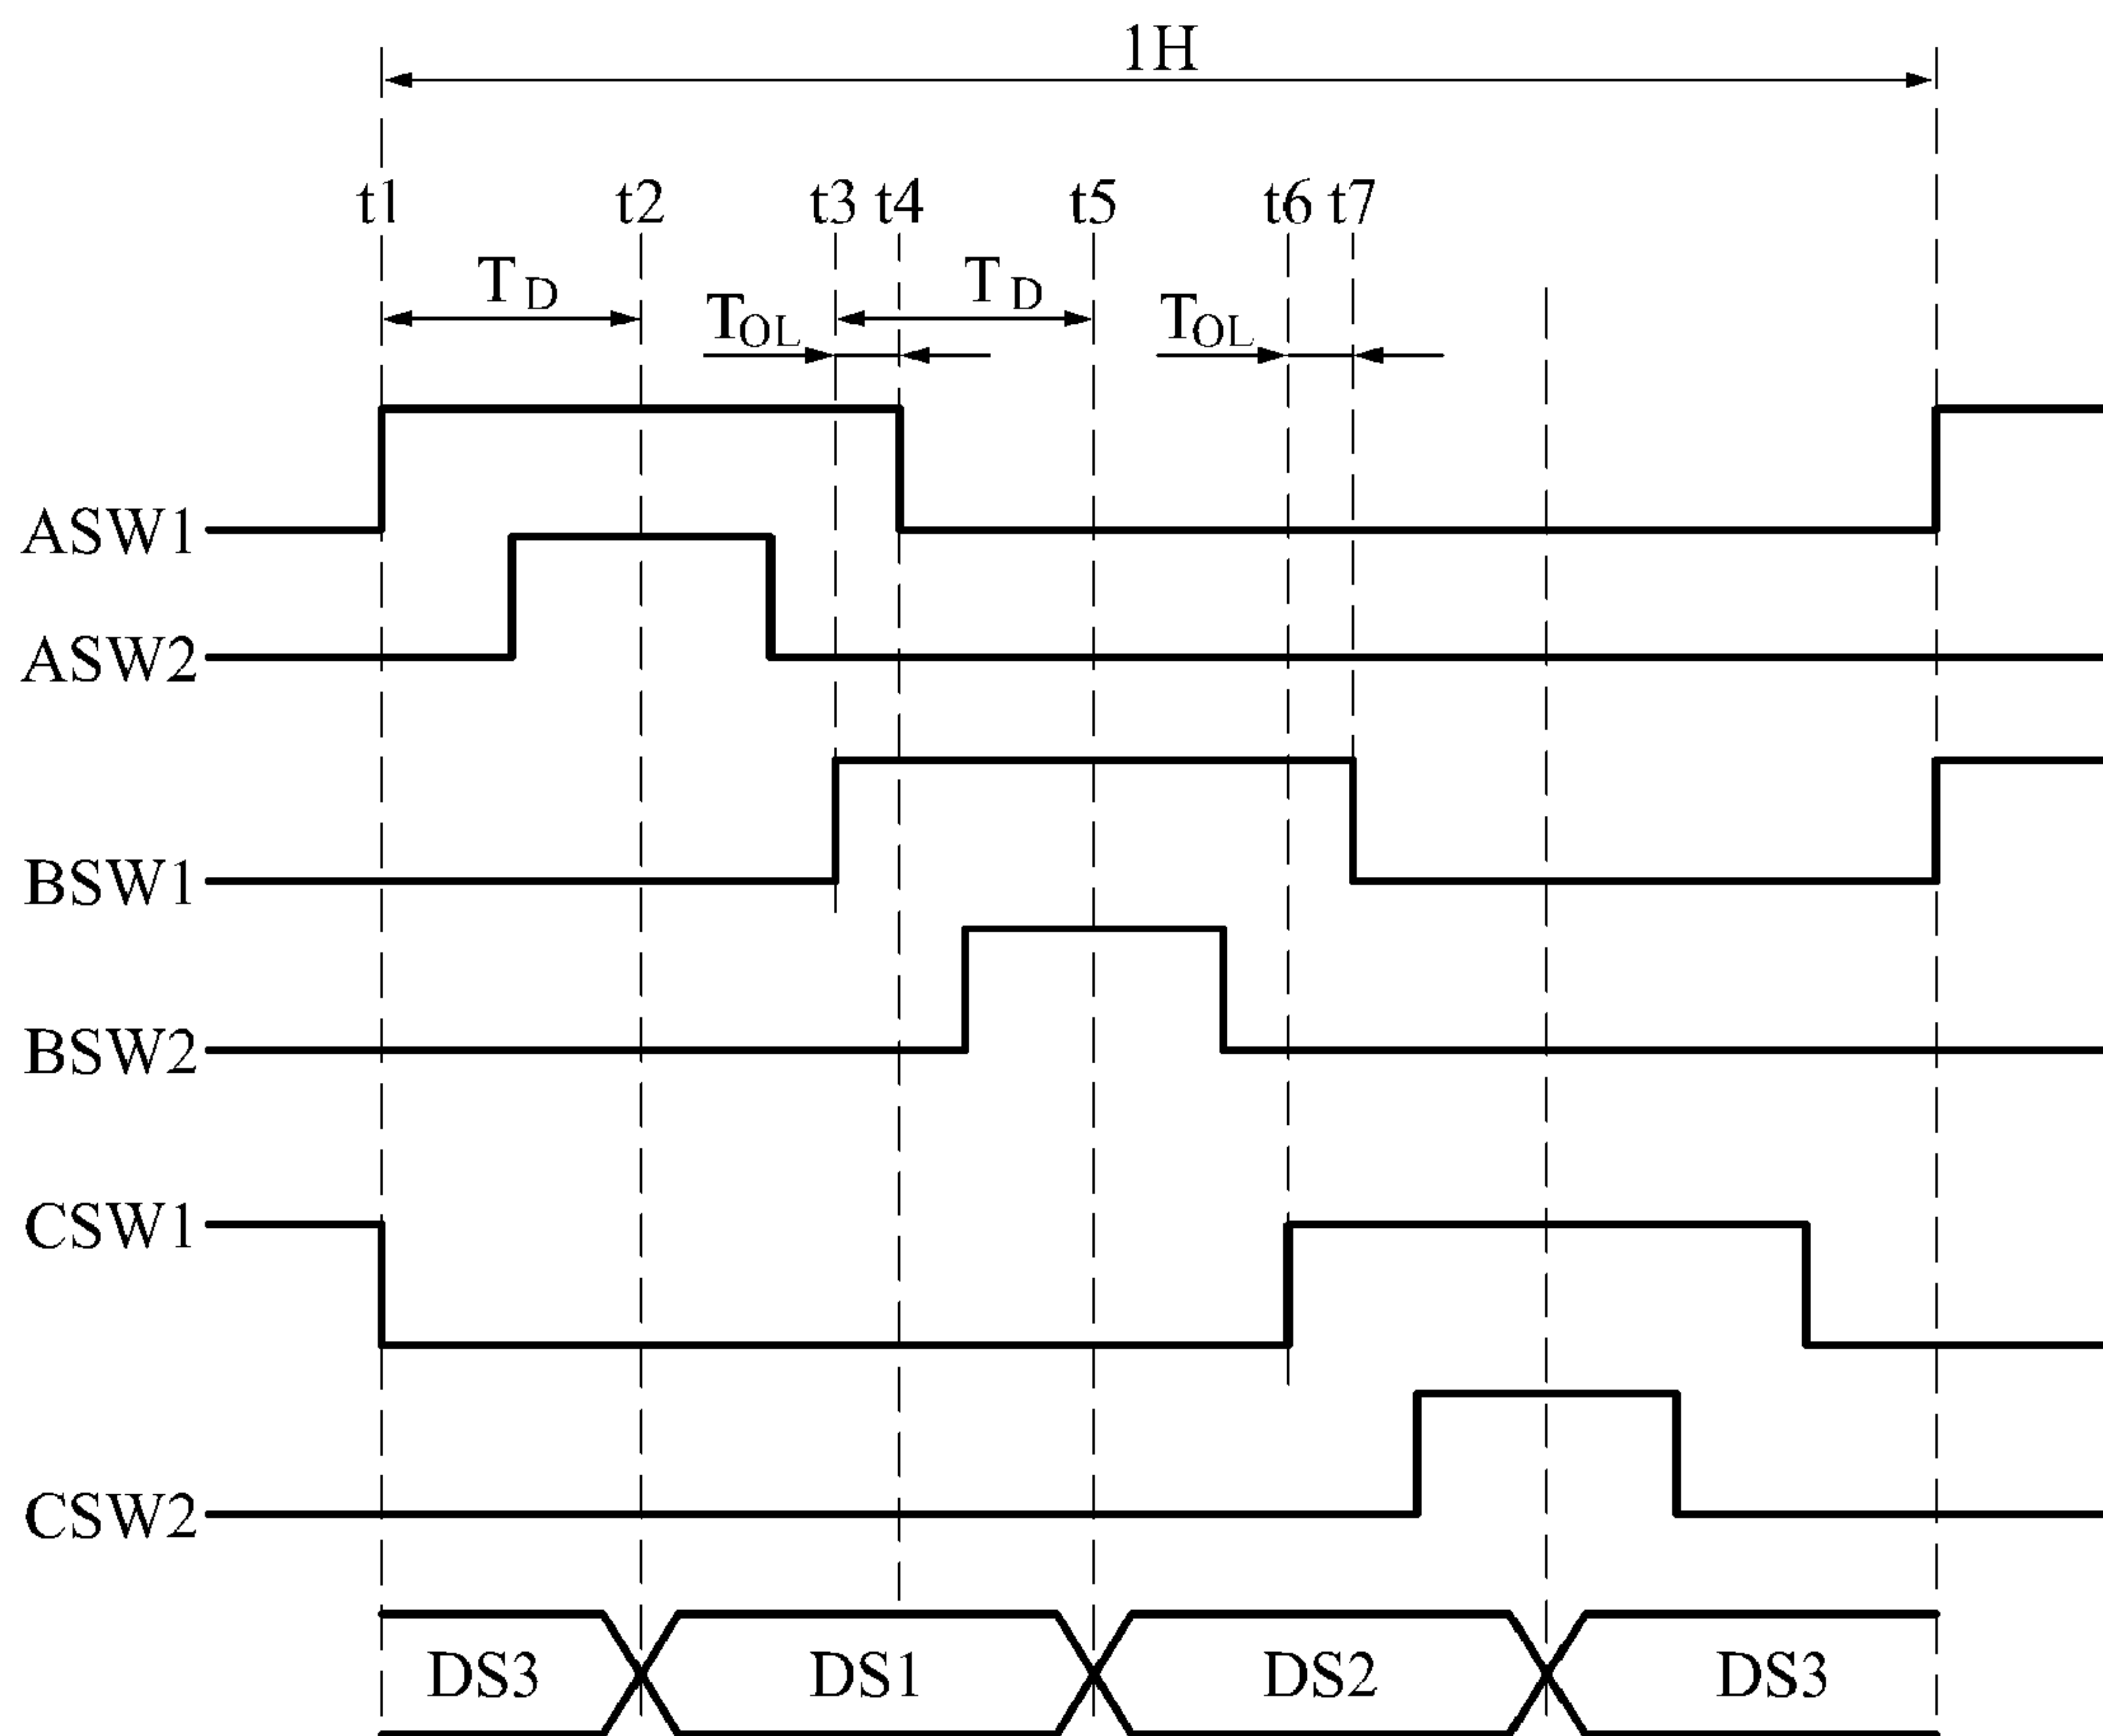 1H
t1 t2 t3 t4 t5 t6 t7
TD TD
TOL TOL
ASW1
ASW2
BSW1
BSW2
CSW1
CSW2
DS3 DS1 DS2 DS3